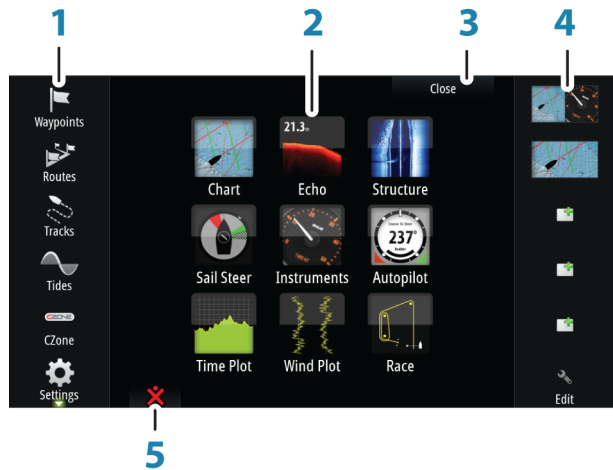 1
2
3
4
Close
Waypoints
21.3m
Routes
Chart
Echo
Structure
Tracks
237°
Tides
Sail Steer
Instruments
Autopilot
CZONE
CZone
Time Plot
Wind Plot
Race
Settings
Edit
5